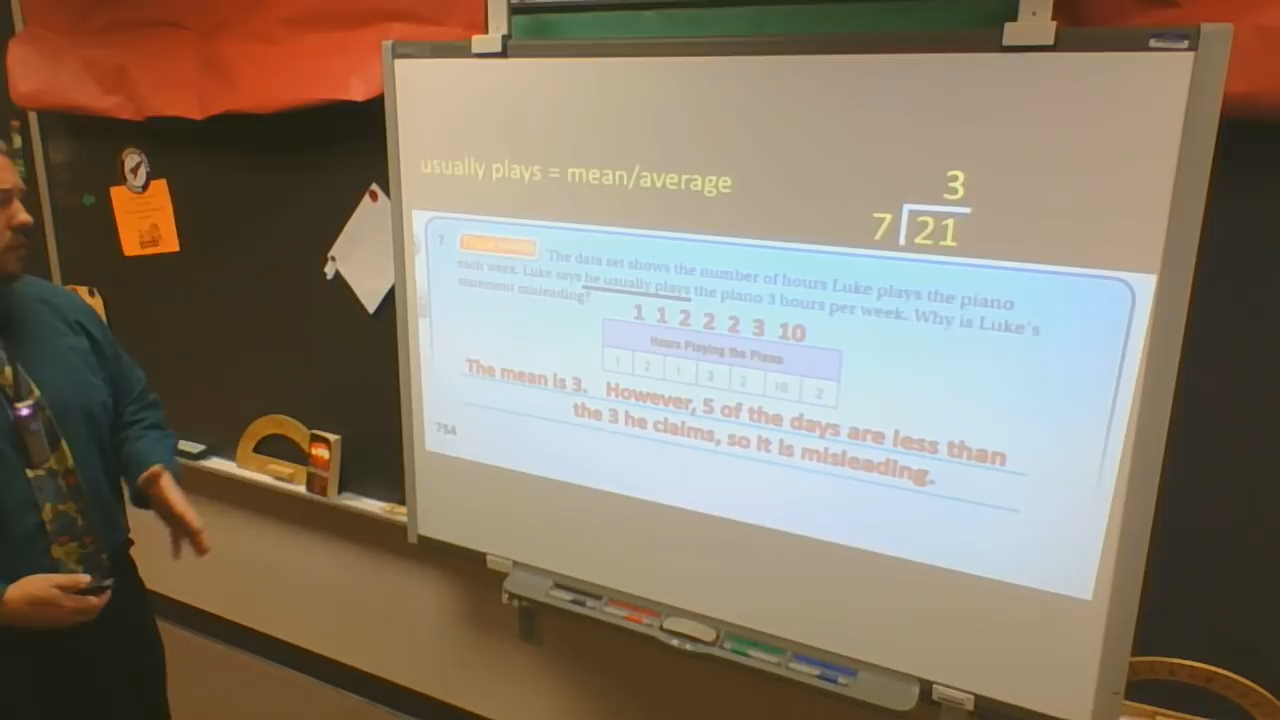 usually plays = mean/average
3
7 21
7. The data set shows the number of hours Luke plays the piano
each week. Luke says he usually plays the piano 3 hours per week. Why is Luke's
statement misleading?
1 1 2 2 2 3 10
Hours Playing the Piano
1 2 1 3 2 10 2
The mean is 3. However, 5 of the days are less than
the 3 he claims, so it is misleading.
754